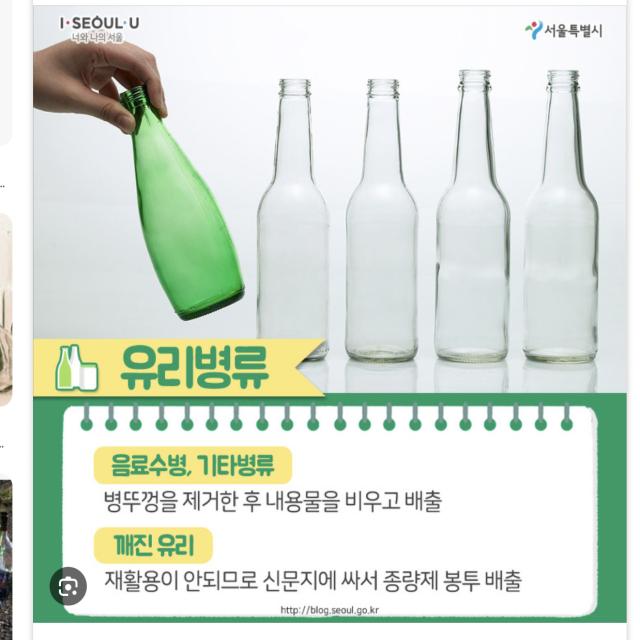 I·SEOUL·U
너와 나의 서울
서울특별시
유리병류
음료수병, 기타병류
병뚜껑을 제거한 후 내용물을 비우고 배출
깨진 유리
재활용이 안되므로 신문지에 싸서 종량제 봉투 배출
http://blog.seoul.go.kr